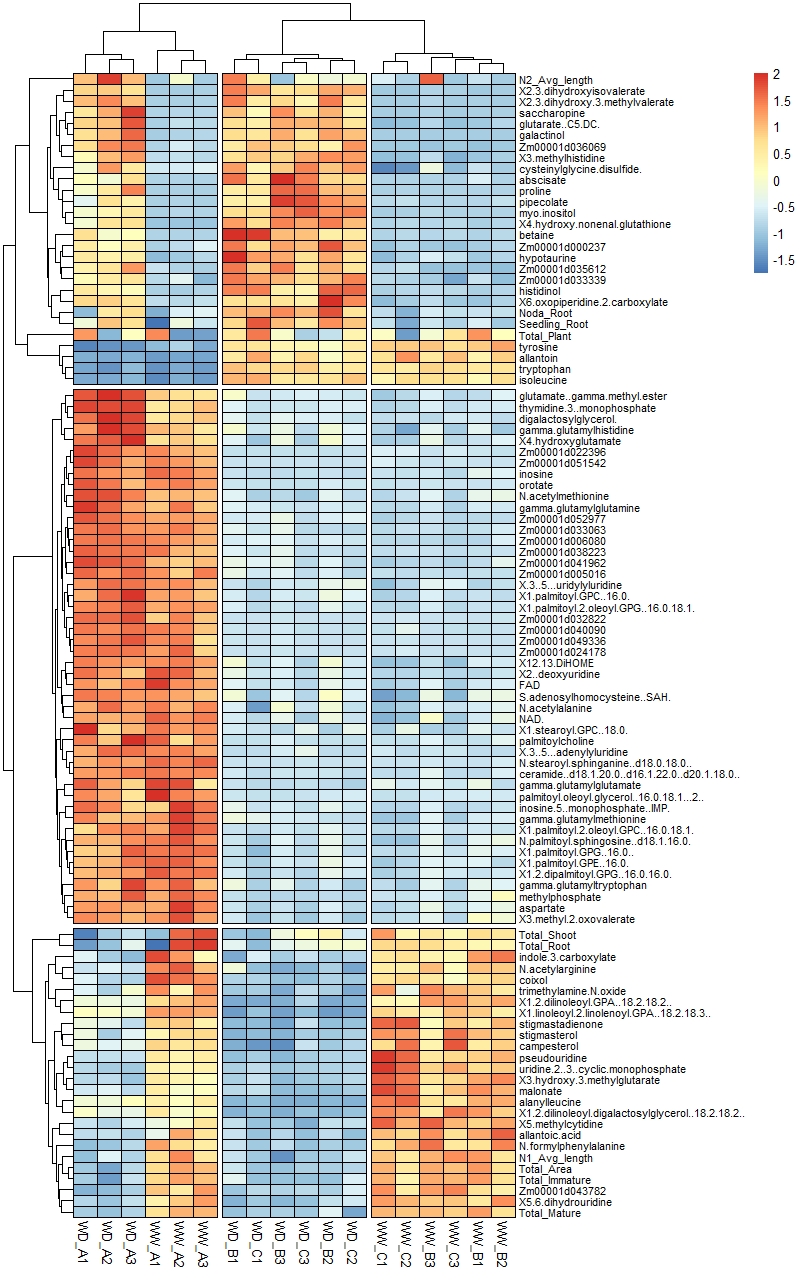 N2_Avg_length
X2.3.dihydroxyisovalerate
X2.3.dihydroxy.3.methylvalerate
saccharopine
glutarate..C5.DC.
galactinol
Zm00001d036069
X3.methylhistidine
cysteinylglycine.disulfide.
abscisate
proline
pipecolate
myo.inositol
X4.hydroxy.nonenal.glutathione
betaine
Zm00001d000237
hypotaurine
Zm00001d035612
Zm00001d033339
histidinol
X6.oxopiperidine.2.carboxylate
Noda_Root
Seedling_Root
Total_Plant
tyrosine
allantoin
tryptophan
isoleucine
glutamate..gamma.methyl.ester
thymidine.3..monophosphate
digalactosylglycerol.
gamma.glutamylhistidine
X4.hydroxyglutamate
Zm00001d022396
Zm00001d051542
inosine
orotate
N.acetylmethionine
gamma.glutamylglutamine
Zm00001d052977
Zm00001d033063
Zm00001d006080
Zm00001d038223
Zm00001d041962
Zm00001d005016
X.3..5...uridylyluridine
X1.palmitoyl.GPC..16.0.
X1.palmitoyl.2.oleoyl.GPG..16.0.18.1.
Zm00001d032822
Zm00001d040090
Zm00001d049336
Zm00001d024178
X12.13.DiHOME
X2..deoxyuridine
FAD
S.adenosylhomocysteine..SAH.
N.acetylalanine
NAD.
X1.stearoyl.GPC..18.0.
palmitoylcholine
X.3..5...adenylyluridine
N.stearoyl.sphinganine..d18.0.18.0..
ceramide..d18.1.20.0..d16.1.22.0..d20.1.18.0..
gamma.glutamylglutamate
palmitoyl.oleoyl.glycerol..16.0.18.1...2..
inosine.5..monophosphate..IMP.
gamma.glutamylmethionine
X1.palmitoyl.2.oleoyl.GPC..16.0.18.1.
N.palmitoyl.sphingosine..d18.1.16.0.
X1.palmitoyl.GPG..16.0..
X1.palmitoyl.GPE..16.0.
X1.2.dipalmitoyl.GPG..16.0.16.0.
gamma.glutamyltryptophan
methylphosphate
aspartate
X3.methyl.2.oxovalerate
Total_Shoot
Total_Root
indole.3.carboxylate
N.acetylarginine
coixol
trimethylamine.N.oxide
X1.2.dilinoleoyl.GPA..18.2.18.2..
X1.linoleoyl.2.linolenoyl.GPA..18.2.18.3..
stigmastadienone
stigmasterol
campesterol
pseudouridine
uridine.2..3..cyclic.monophosphate
X3.hydroxy.3.methylglutarate
malonate
alanylleucine
X1.2.dilinoleoyl.digalactosylglycerol..18.2.18.2..
X5.methylcytidine
allantoic.acid
N.formylphenylalanine
N1_Avg_length
Total_Area
Total_Immature
Zm00001d043782
X5.6.dihydrouridine
Total_Mature
WD_A1
WD_A2
WD_A3
WW_A1
WW_A2
WW_A3
WD_B1
WD_C1
WD_B3
WD_C3
WD_B2
WD_C2
WW_C1
WW_C2
WW_B3
WW_C3
WW_B1
WW_B2
2
1.5
1
0.5
0
-0.5
-1
-1.5